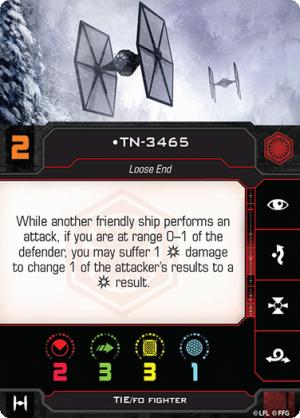 2
•TN-3465
Loose End
While another friendly ship performs an
attack, if you are at range 0–1 of the
defender, you may suffer 1 damage
to change 1 of the attacker's results to a
result.
2 3 3 1
TIE/FO FIGHTER
©LFL ©FFG